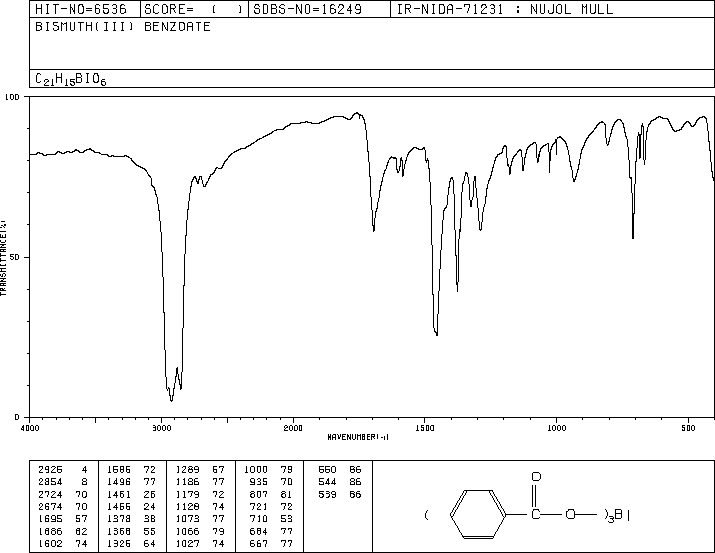 HIT-NO=6536 SCORE= ( ) SDBS-NO=16249 IR-NIDA-71231 : NUJOL MULL
BISMUTH(III) BENZOATE
C21H15BIO6
100
50
0
TRANSMITTANCE(%)
4000 3000 2000 1500 1000 500
WAVENUMBER(-1)
2925 4 1586 72 1289 57 1000 79 550 86
2854 8 1496 77 1186 77 935 70 544 86
2724 70 1461 26 1179 72 807 81 539 86
2674 70 1455 24 1128 74 721 72
1695 57 1378 38 1073 77 710 53
1686 62 1368 55 1066 79 684 77
1602 74 1325 64 1027 74 667 77
O
( C O )3BI